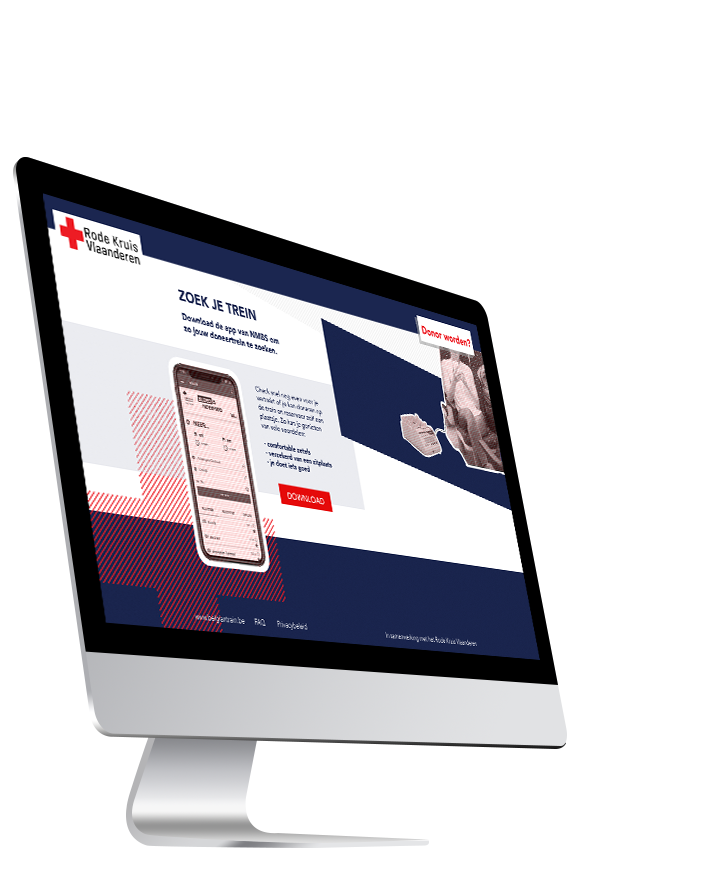 Rode Kruis
Vlaanderen
Donor worden?
ZOEK JE TREIN
Download de app van NMBS om
zo jouw doneertrein te zoeken.
Check snel nog even voor je
vertrekt of je kan doneren op
de trein en reserveer zelf een
plaatsje. Zo kan je genieten
van vele voordelen:
- comfortable zetels
- verzekerd van een zitplaats
- je doet iets goed
DOWNLOAD
www.belgiantrain.be FAQ Privacybeleid
In samenwerking met het Rode Kruis Vlaanderen